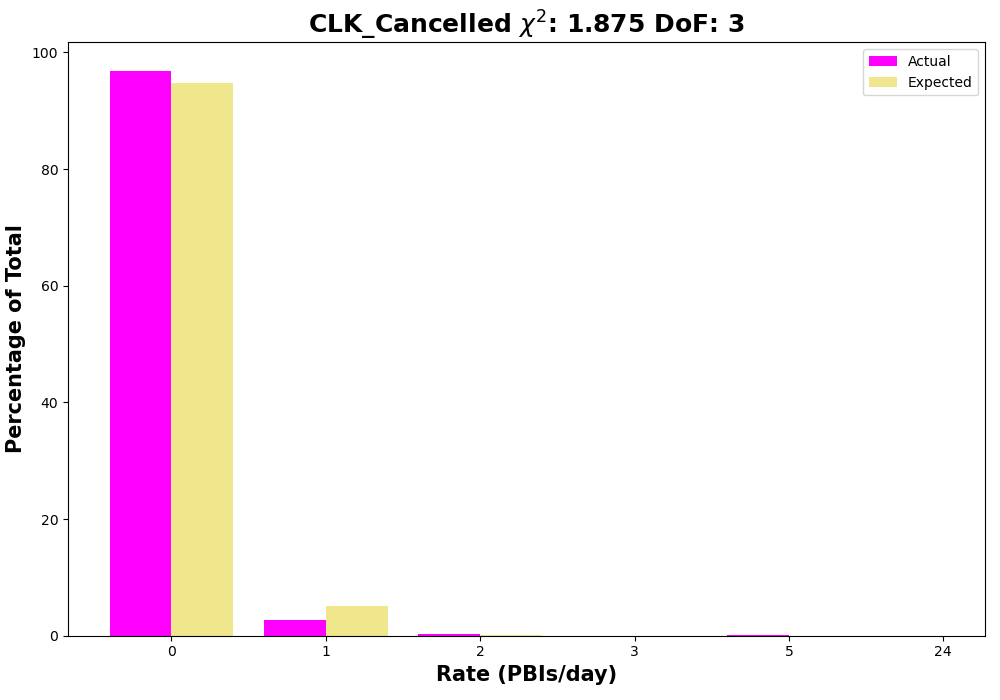 CLK_Cancelled χ²: 1.875 DoF: 3
Actual
Expected
Percentage of Total
100
80
60
40
20
0
0 1 2 3 5 24
Rate (PBIs/day)